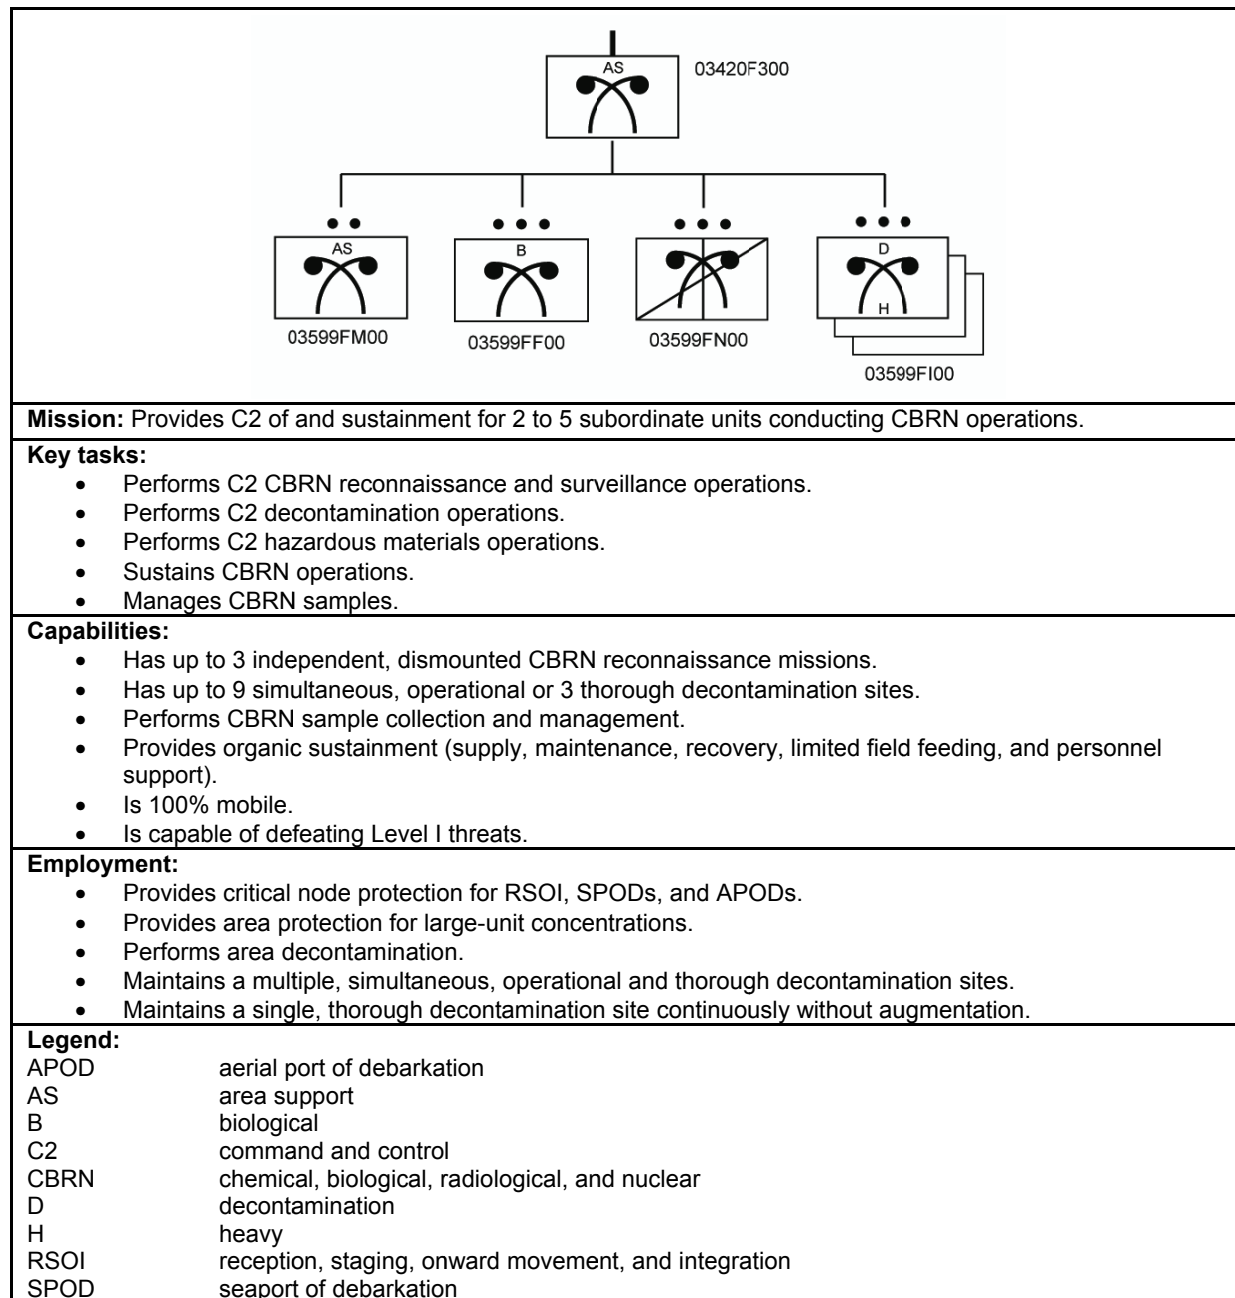 AS
03420F300
AS
B
D
H
03599FM00
03599FF00
03599FN00
03599FI00
Mission: Provides C2 of and sustainment for 2 to 5 subordinate units conducting CBRN operations.
Key tasks:
• Performs C2 CBRN reconnaissance and surveillance operations.
• Performs C2 decontamination operations.
• Performs C2 hazardous materials operations.
• Sustains CBRN operations.
• Manages CBRN samples.
Capabilities:
• Has up to 3 independent, dismounted CBRN reconnaissance missions.
• Has up to 9 simultaneous, operational or 3 thorough decontamination sites.
• Performs CBRN sample collection and management.
• Provides organic sustainment (supply, maintenance, recovery, limited field feeding, and personnel
support).
• Is 100% mobile.
• Is capable of defeating Level I threats.
Employment:
• Provides critical node protection for RSOI, SPODs, and APODs.
• Provides area protection for large-unit concentrations.
• Performs area decontamination.
• Maintains a multiple, simultaneous, operational and thorough decontamination sites.
• Maintains a single, thorough decontamination site continuously without augmentation.
Legend:
APOD aerial port of debarkation
AS area support
B biological
C2 command and control
CBRN chemical, biological, radiological, and nuclear
D decontamination
H heavy
RSOI reception, staging, onward movement, and integration
SPOD seaport of debarkation